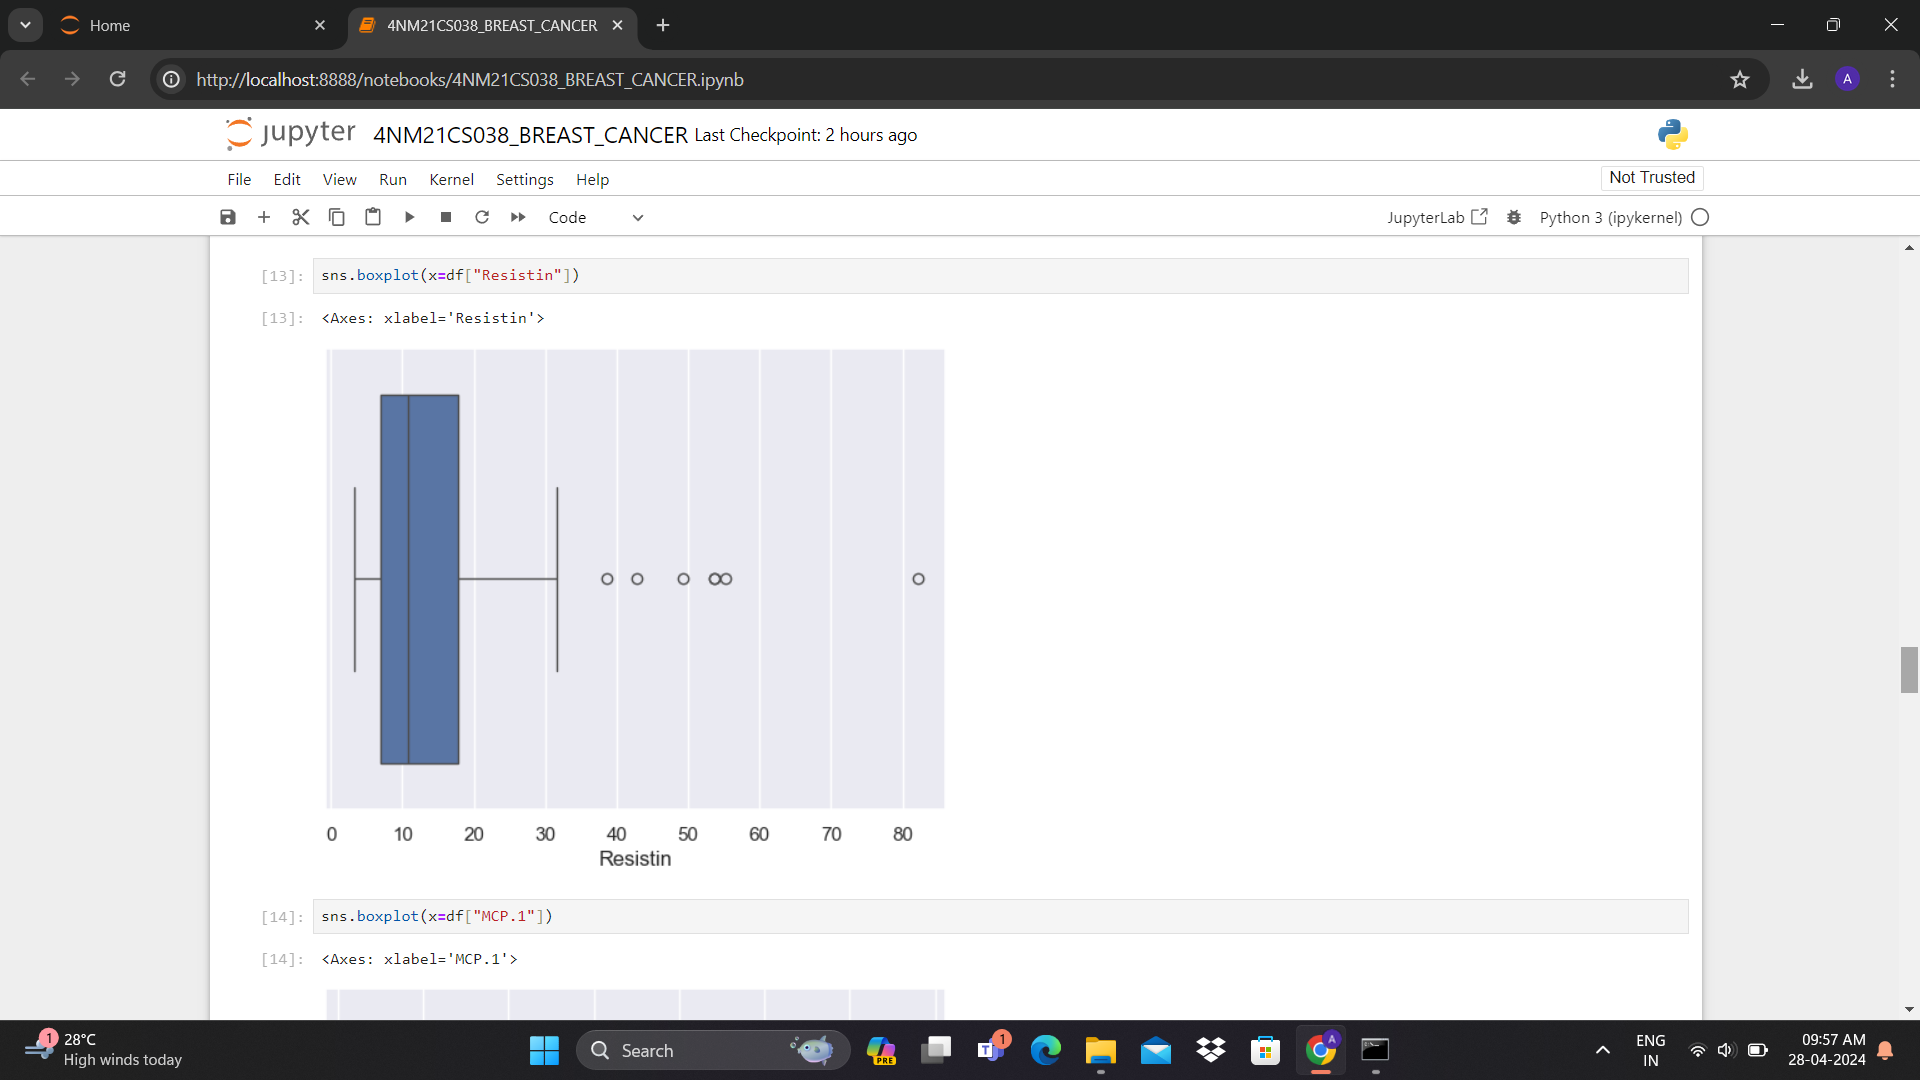 Home
4NM21CS038_BREAST_CANCER
http://localhost:8888/notebooks/4NM21CS038_BREAST_CANCER.ipynb
A
jupyter 4NM21CS038_BREAST_CANCER Last Checkpoint: 2 hours ago
File Edit View Run Kernel Settings Help
Not Trusted
Code
JupyterLab
Python 3 (ipykernel)
[13]: sns.boxplot(x=df["Resistin"])
[13]: <Axes: xlabel='Resistin'>
0 10 20 30 40 50 60 70 80
Resistin
[14]: sns.boxplot(x=df["MCP.1"])
[14]: <Axes: xlabel='MCP.1'>
1
28°C
High winds today
Search
PRE
T
1
A
ENG
IN
09:57 AM
28-04-2024